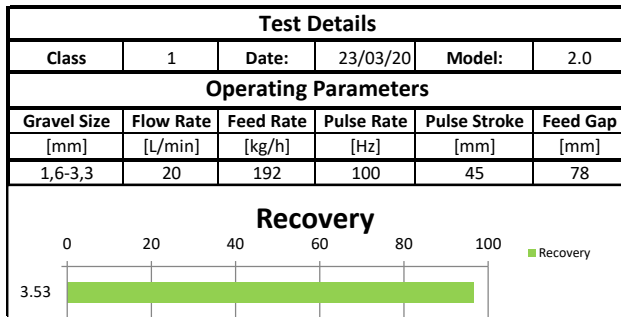 Test Details
Class 1 Date: 23/03/20 Model: 2.0
Operating Parameters
Gravel Size Flow Rate Feed Rate Pulse Rate Pulse Stroke Feed Gap
[mm] [L/min] [kg/h] [Hz] [mm] [mm]
1,6-3,3 20 192 100 45 78
Recovery
0 20 40 60 80 100
Recovery
3.53